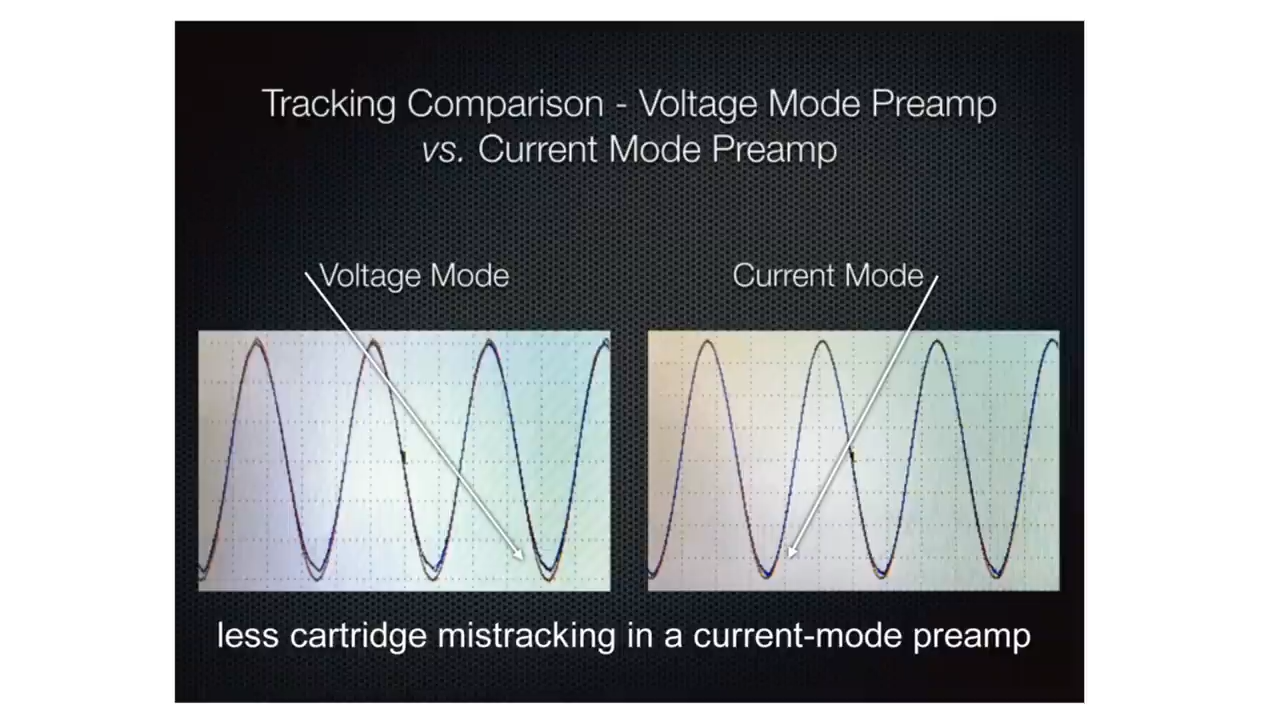 Tracking Comparison - Voltage Mode Preamp
vs. Current Mode Preamp
Voltage Mode
Current Mode
less cartridge mistracking in a current-mode preamp